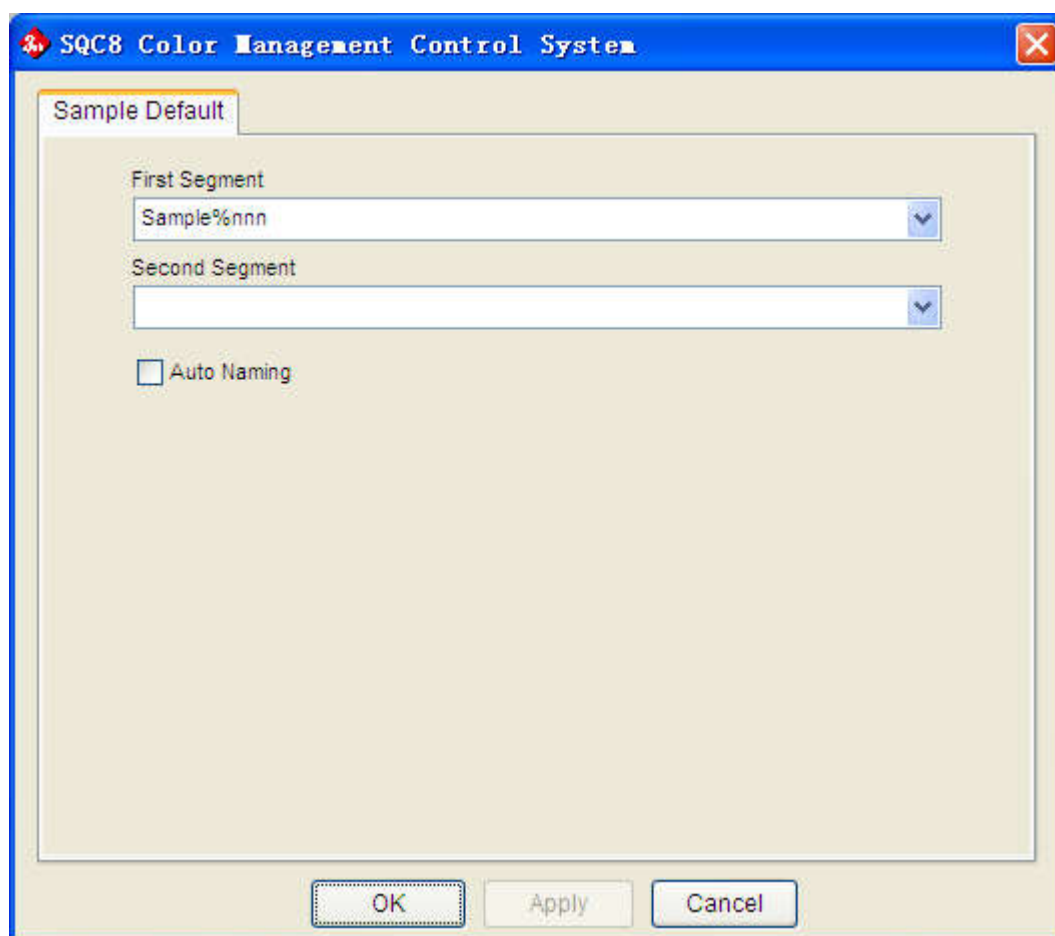 SQC8 Color Management Control System
Sample Default
First Segment
Sample%nnn
Second Segment
Auto Naming
OK Apply Cancel